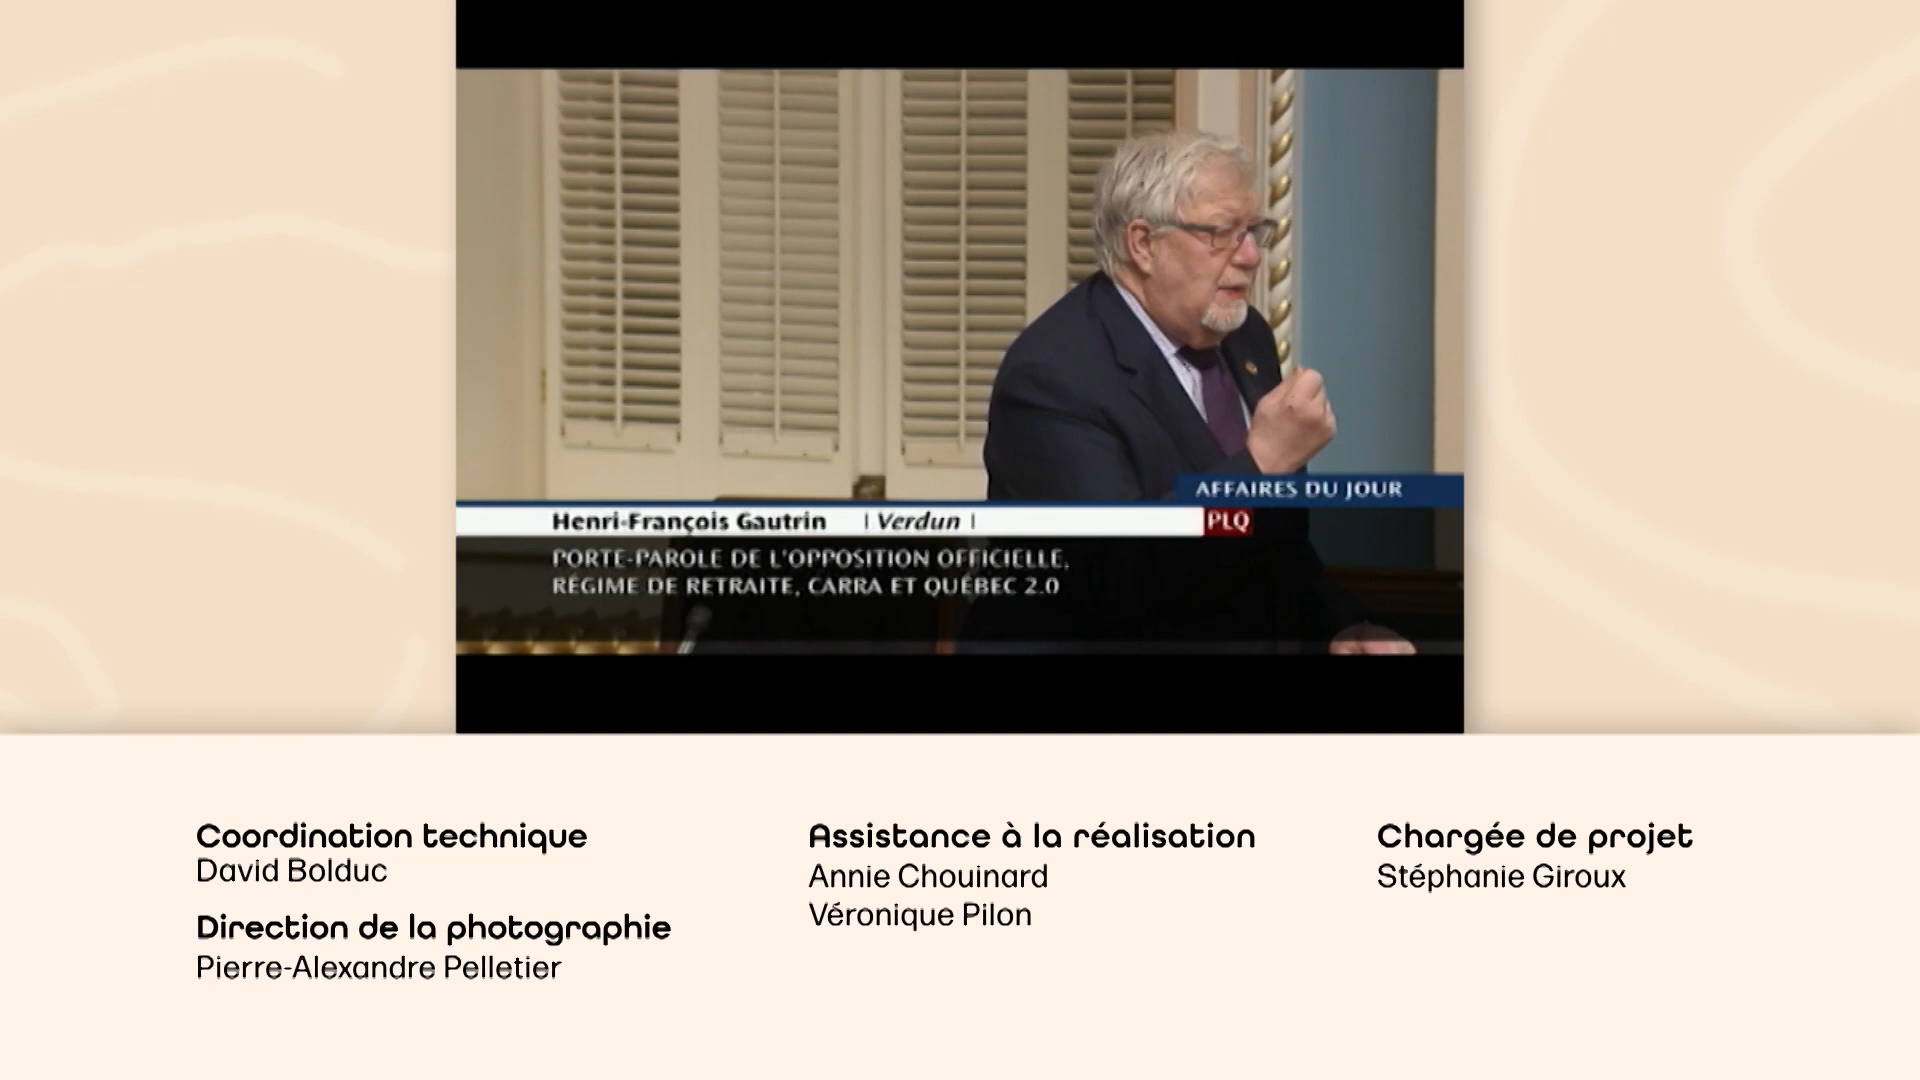 AFFAIRES DU JOUR
Henri-François Gautrin | Verdun | PLQ
PORTE-PAROLE DE L'OPPOSITION OFFICIELLE,
RÉGIME DE RETRAITE, CARRA ET QUÉBEC 2.0
Coordination technique
David Bolduc
Direction de la photographie
Pierre-Alexandre Pelletier
Assistance à la réalisation
Annie Chouinard
Véronique Pilon
Chargée de projet
Stéphanie Giroux